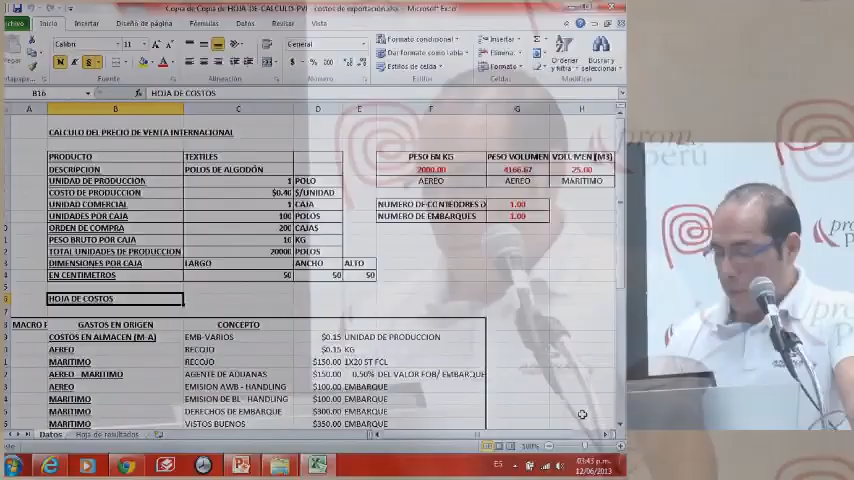 Copia de Copia de HOJA-DE-CALCULO-PVI costos de exportación.xlsx - Microsoft Excel
Archivo Inicio Insertar Diseño de página Fórmulas Datos Revisar Vista
Calibri 11 General Formato condicional Insertar
Dar formato como tabla Eliminar Ordenar Buscar y
Estilos de celda Formato y filtrar seleccionar
Fuente Alineación Número Estilos Celdas Modificar
B16 fx HOJA DE COSTOS
A B C D E F G H
CALCULO DEL PRECIO DE VENTA INTERNACIONAL
PRODUCTO TEXTILES PESO EN KG PESO VOLUMEN VOLUMEN (M3)
DESCRIPCION POLOS DE ALGODÓN 2000.00 4166.67 25.00
UNIDAD DE PRODUCCION 1 POLO AEREO AEREO MARITIMO
COSTO DE PRODUCCION $0.40 $/UNIDAD
UNIDAD COMERCIAL 1 CAJA NUMERO DE CONTEDORES D 1.00
UNIDADES POR CAJA 100 POLOS NUMERO DE EMBARQUES 1.00
ORDEN DE COMPRA 200 CAJAS
PESO BRUTO POR CAJA 10 KG
TOTAL UNIDADES DE PRODUCCION 20000 POLOS
DIMENSIONES POR CAJA LARGO ANCHO ALTO
EN CENTIMETROS 50 50 50
HOJA DE COSTOS
MACRO P GASTOS EN ORIGEN CONCEPTO
COSTOS EN ALMACEN (M-A) EMB-VARIOS $0.15 UNIDAD DE PRODUCCION
AEREO RECOJO $0.15 KG
MARITIMO RECOJO $150.00 1X20 ST FCL
AEREO - MARITIMO AGENTE DE ADUANAS $150.00 0.50% DEL VALOR FOB/ EMBARQUE
AEREO EMISION AWB - HANDLING $100.00 EMBARQUE
MARITIMO EMISION DE BL - HANDLING $100.00 EMBARQUE
MARITIMO DERECHOS DE EMBARQUE $300.00 EMBARQUE
MARITIMO VISTOS BUENOS $350.00 EMBARQUE
Datos Hoja de resultados
100%
ES 03:43 p.m.
12/06/2013
prom
perú